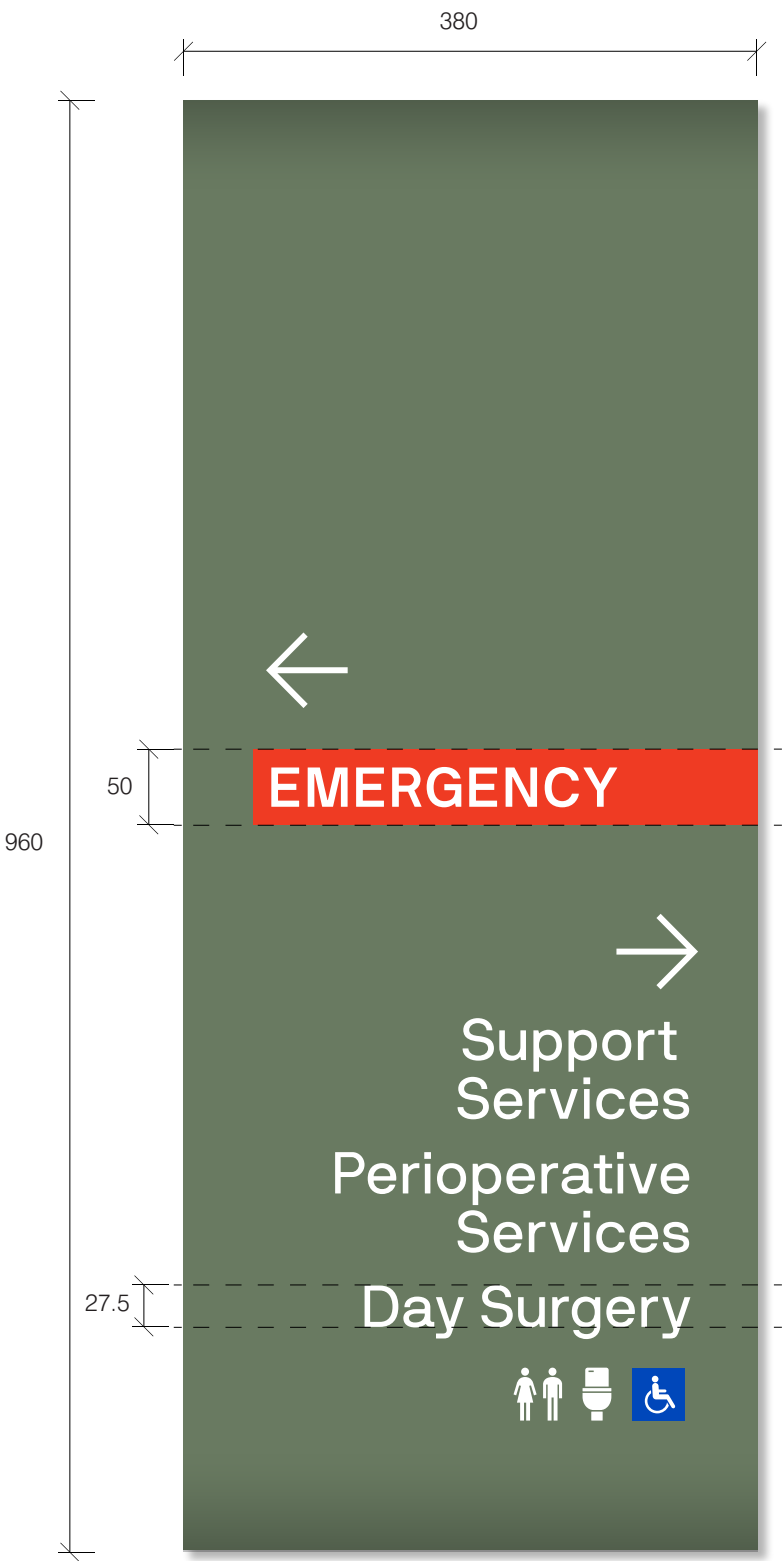 380
50
EMERGENCY
960
Support
Services
Perioperative
Services
27.5
Day Surgery